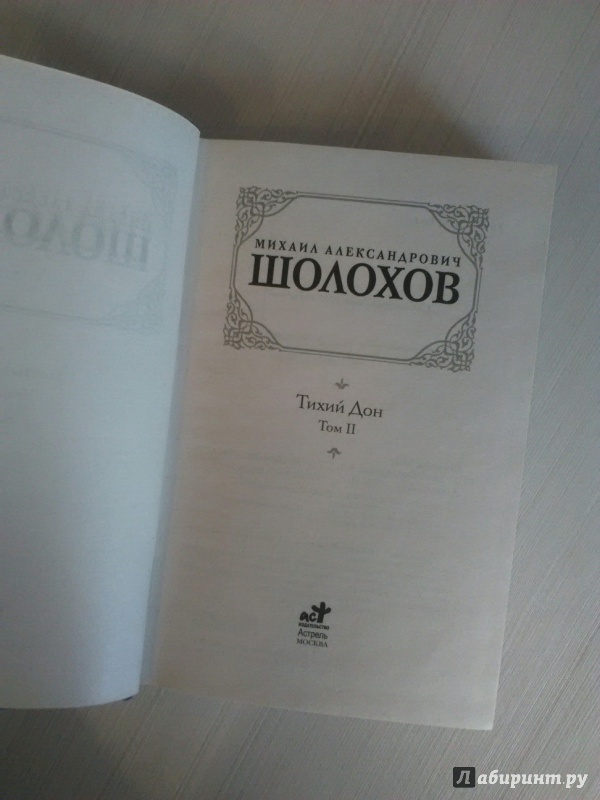 МИХАИЛ АЛЕКСАНДРОВИЧ
ШОЛОХОВ
Тихий Дон
Том II
аст
издательство
Астрель
МОСКВА
Лабиринт.ру